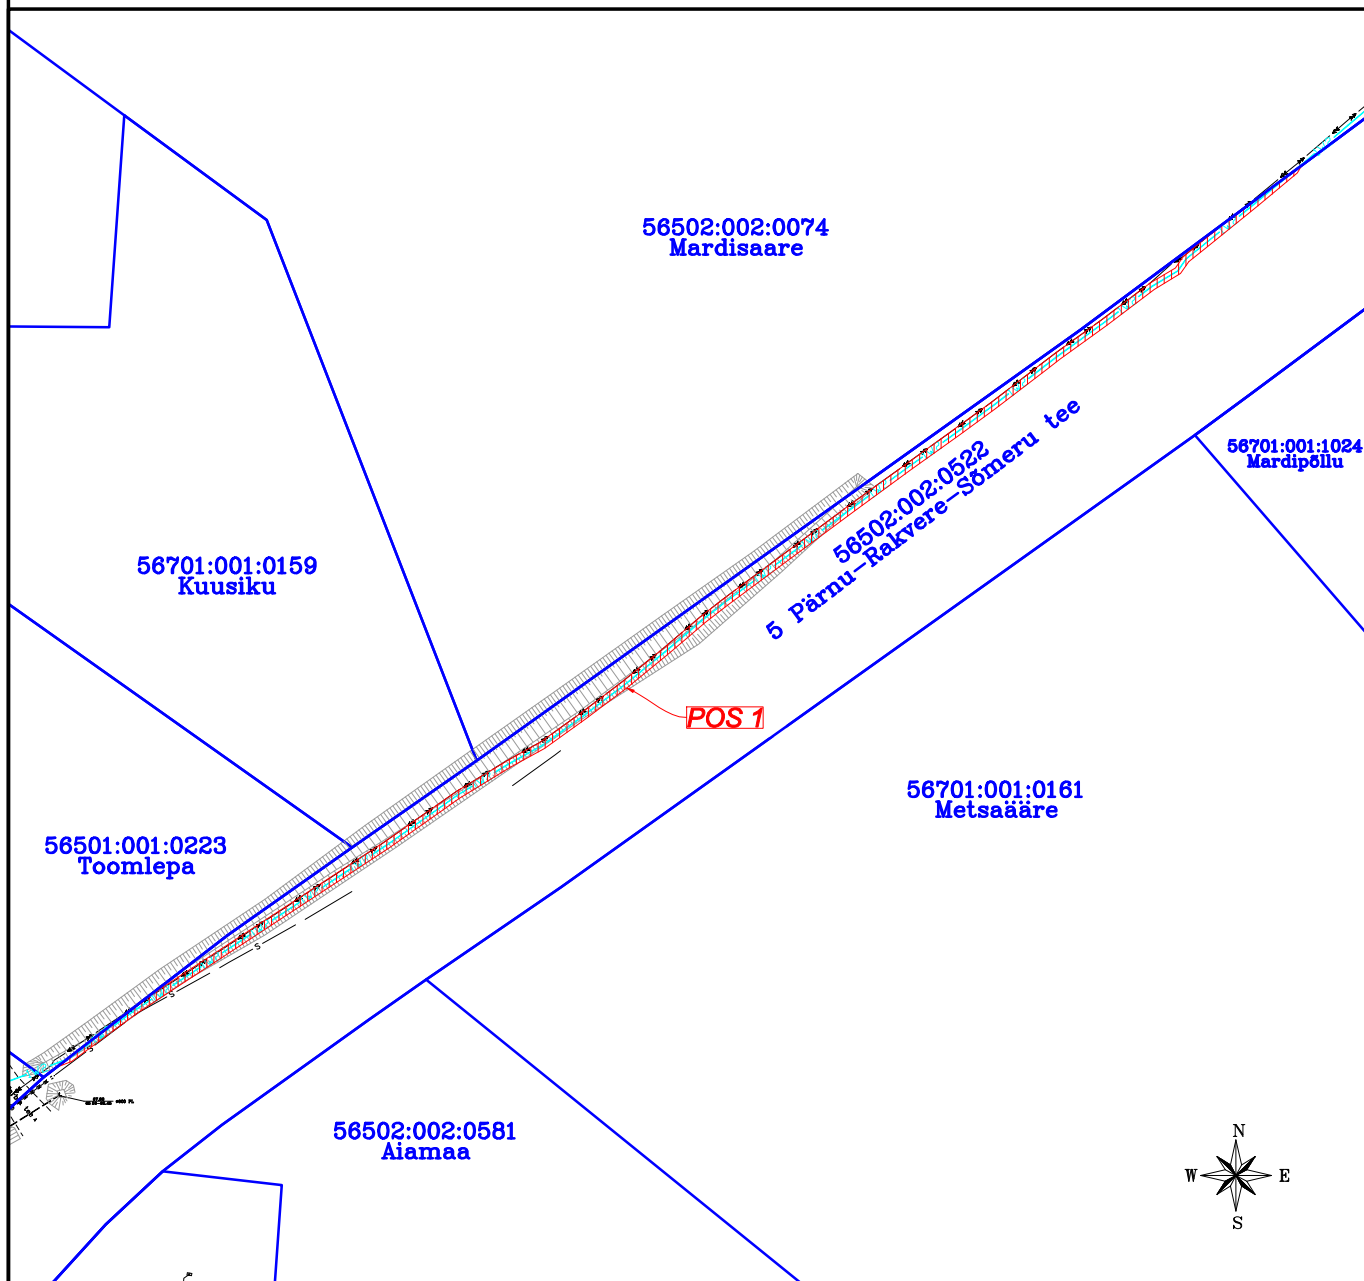 56502:002:0074
Mardisaare
56701:001:1024
Mardipõllu
56502:002:0522
5 Pärnu-Rakvere-Sõmeru tee
56701:001:0159
Kuusiku
POS 1
56701:001:0161
Metsaääre
56501:001:0223
Toomlepa
S
S
S
56502:002:0581
Aiamaa
N
W E
S